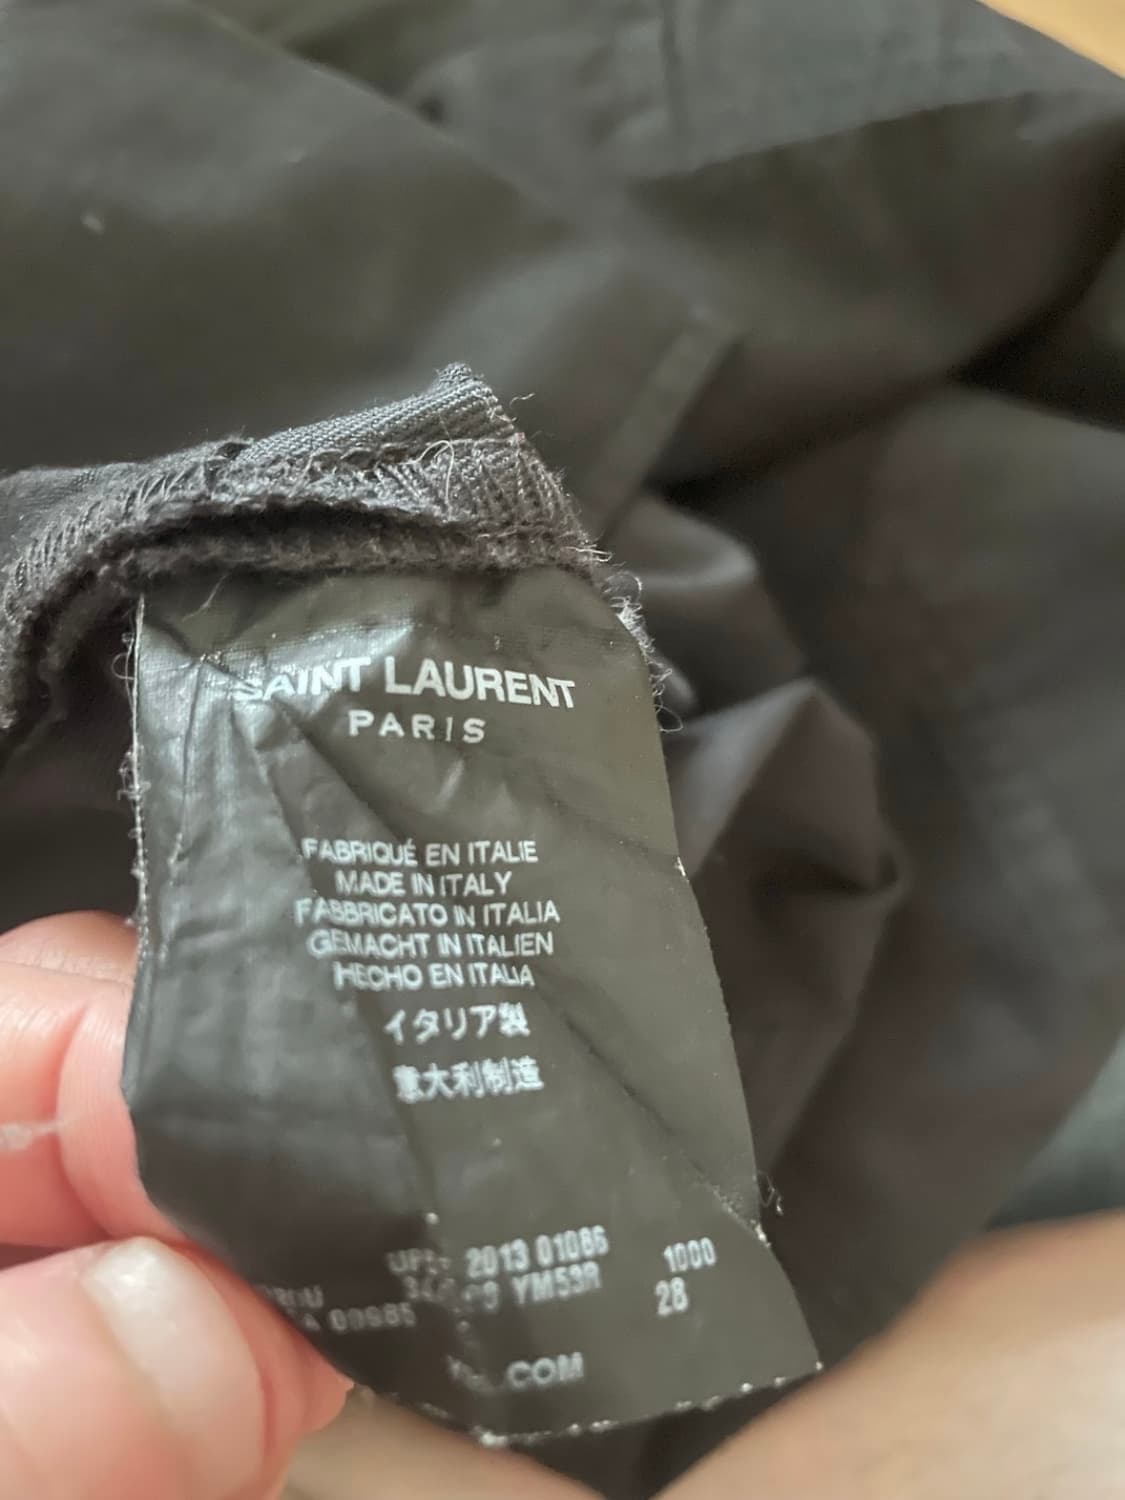 SAINT LAURENT
PARIS
FABRIQUÉ EN ITALIE
MADE IN ITALY
FABBRICATO IN ITALIA
GEMACHT IN ITALIEN
HECHO EN ITALIA
イタリア製
意大利制造
2013 01086 1000
YM53R 28
00985
.COM